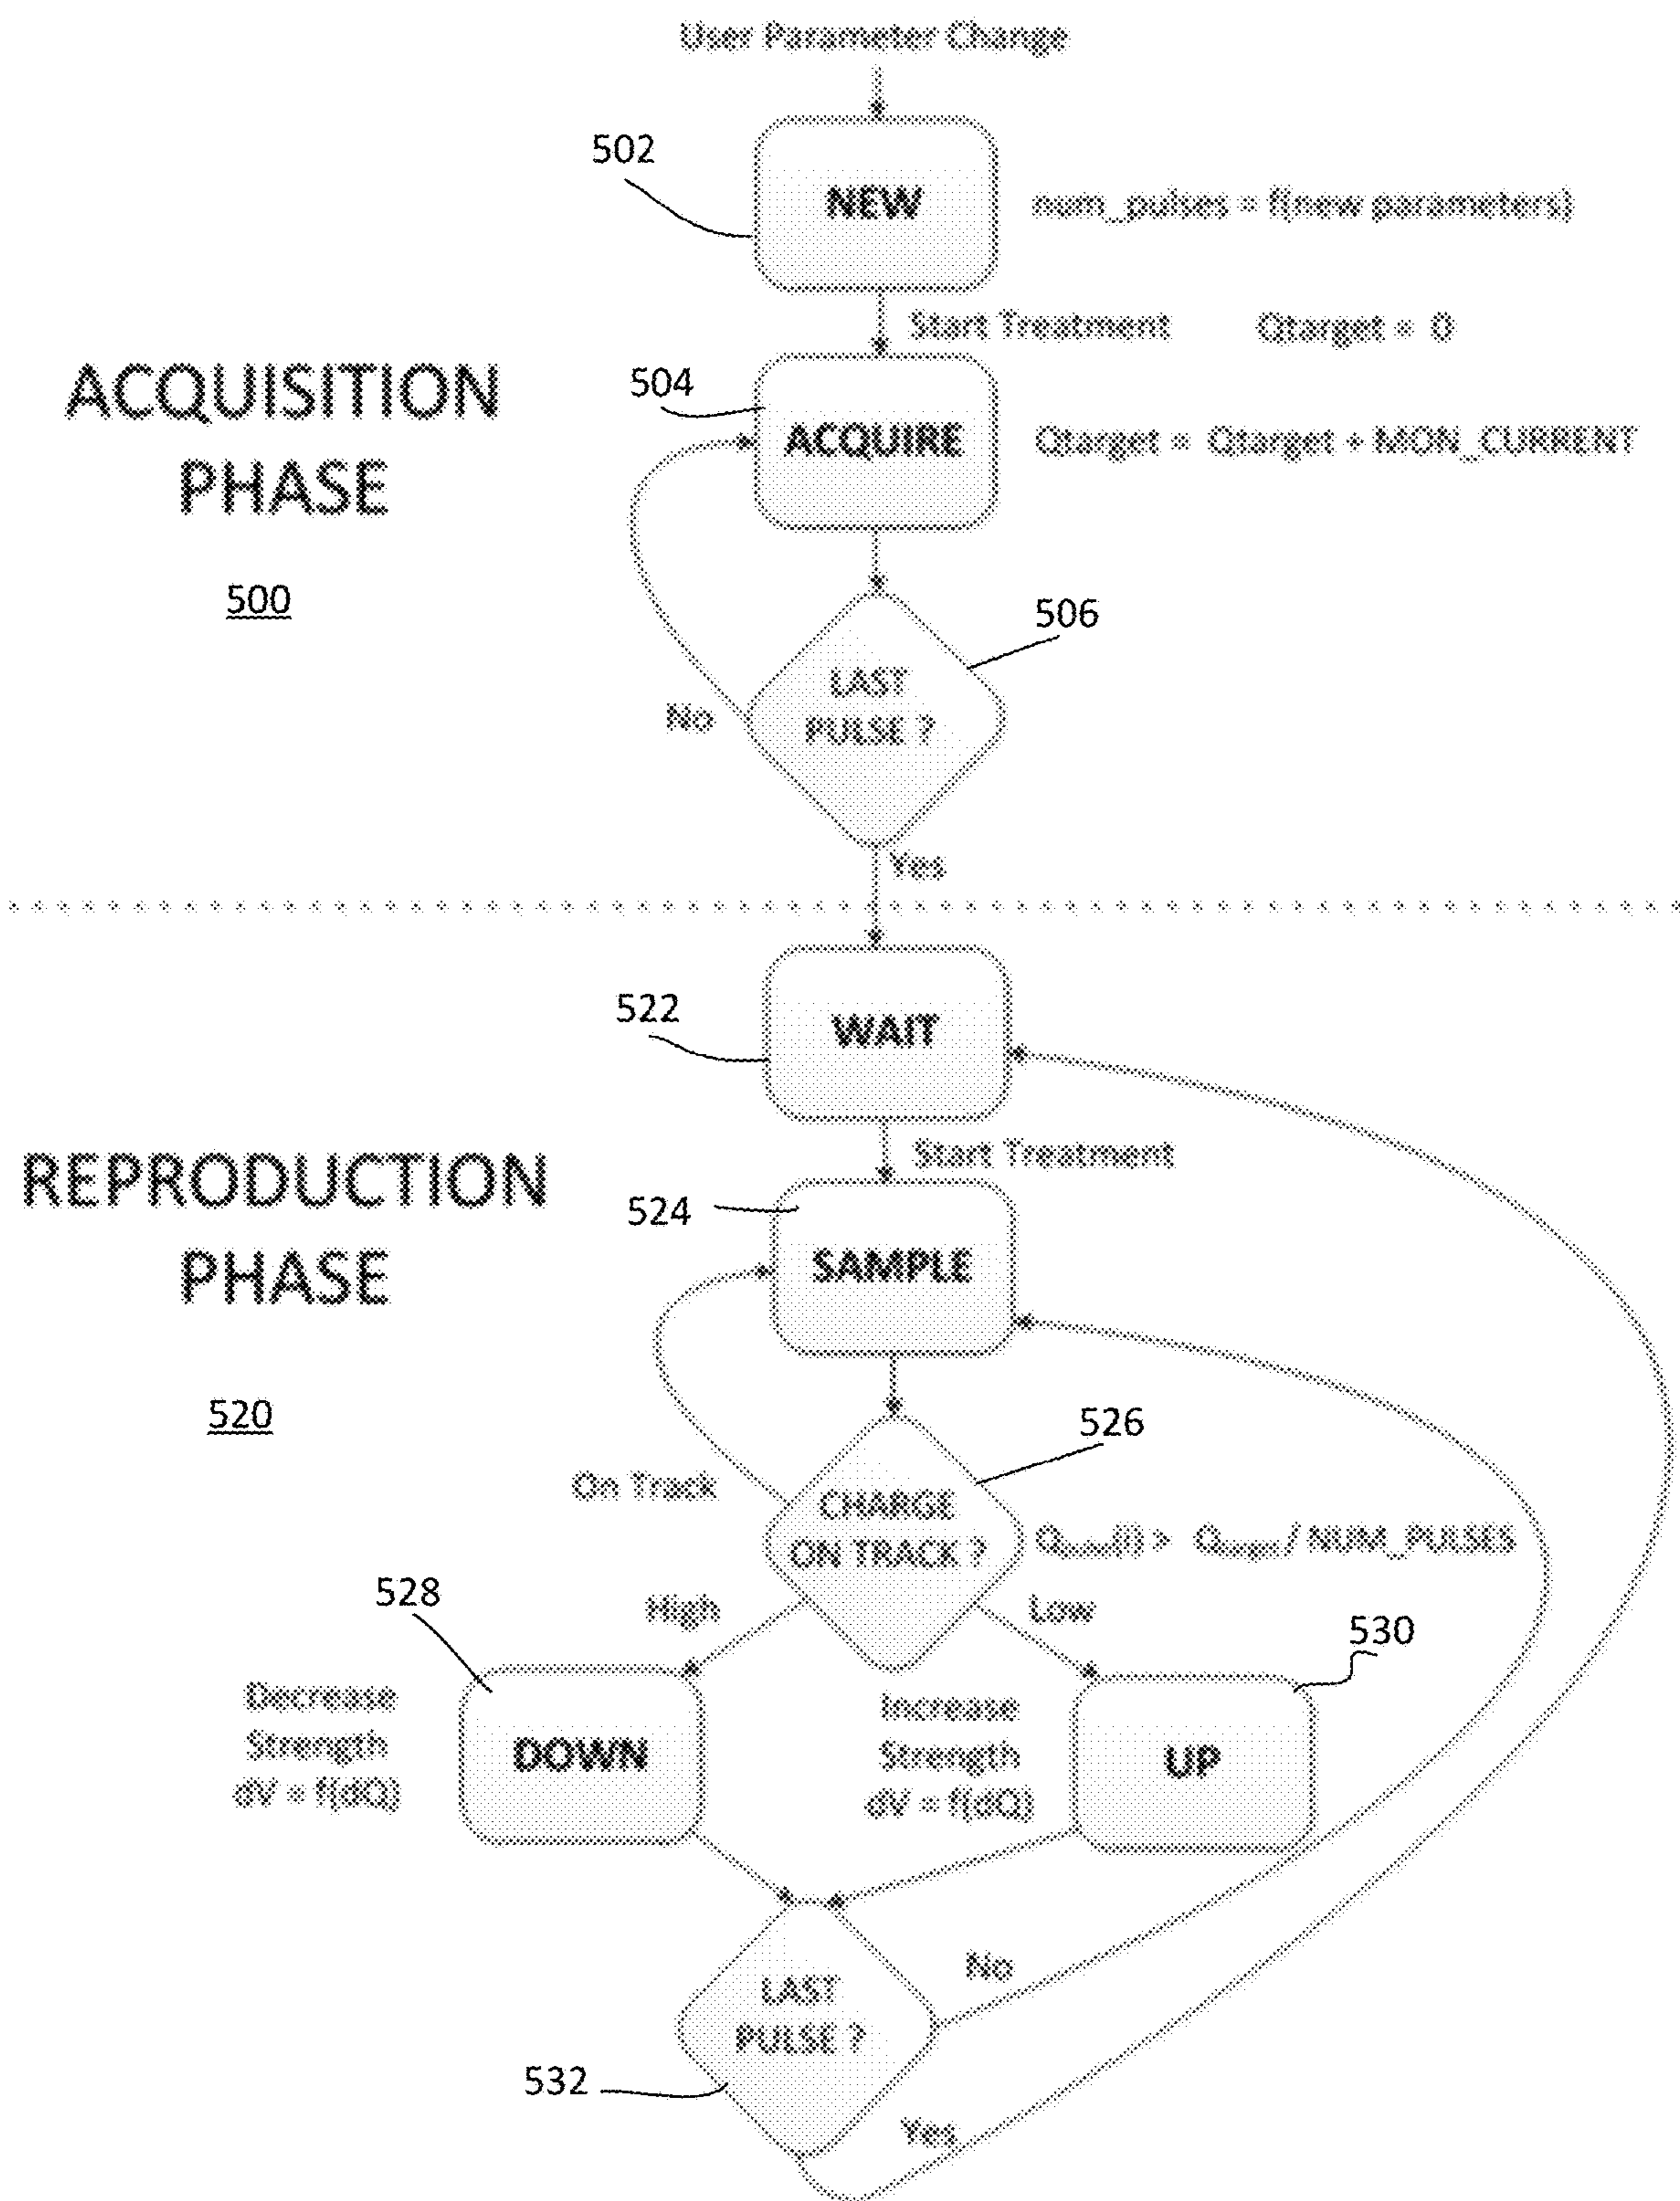 User Parameter Change
502
NEW
num_pulses = f(new parameters)
Start Treatment Qtarget = 0
ACQUISITION
PHASE
500
504
ACQUIRE
Qtarget = Qtarget + MON_CURRENT
506
LAST
PULSE ?
No
Yes
522
WAIT
Start Treatment
REPRODUCTION
PHASE
520
524
SAMPLE
526
On Track
CHARGE
ON TRACK ?
(i) > Qtarget / NUM_PULSES
528
High
Low
530
Decrease
Strength
dV = f(dQ)
DOWN
Increase
Strength
dV = f(dQ)
UP
LAST
PULSE ?
No
532
Yes